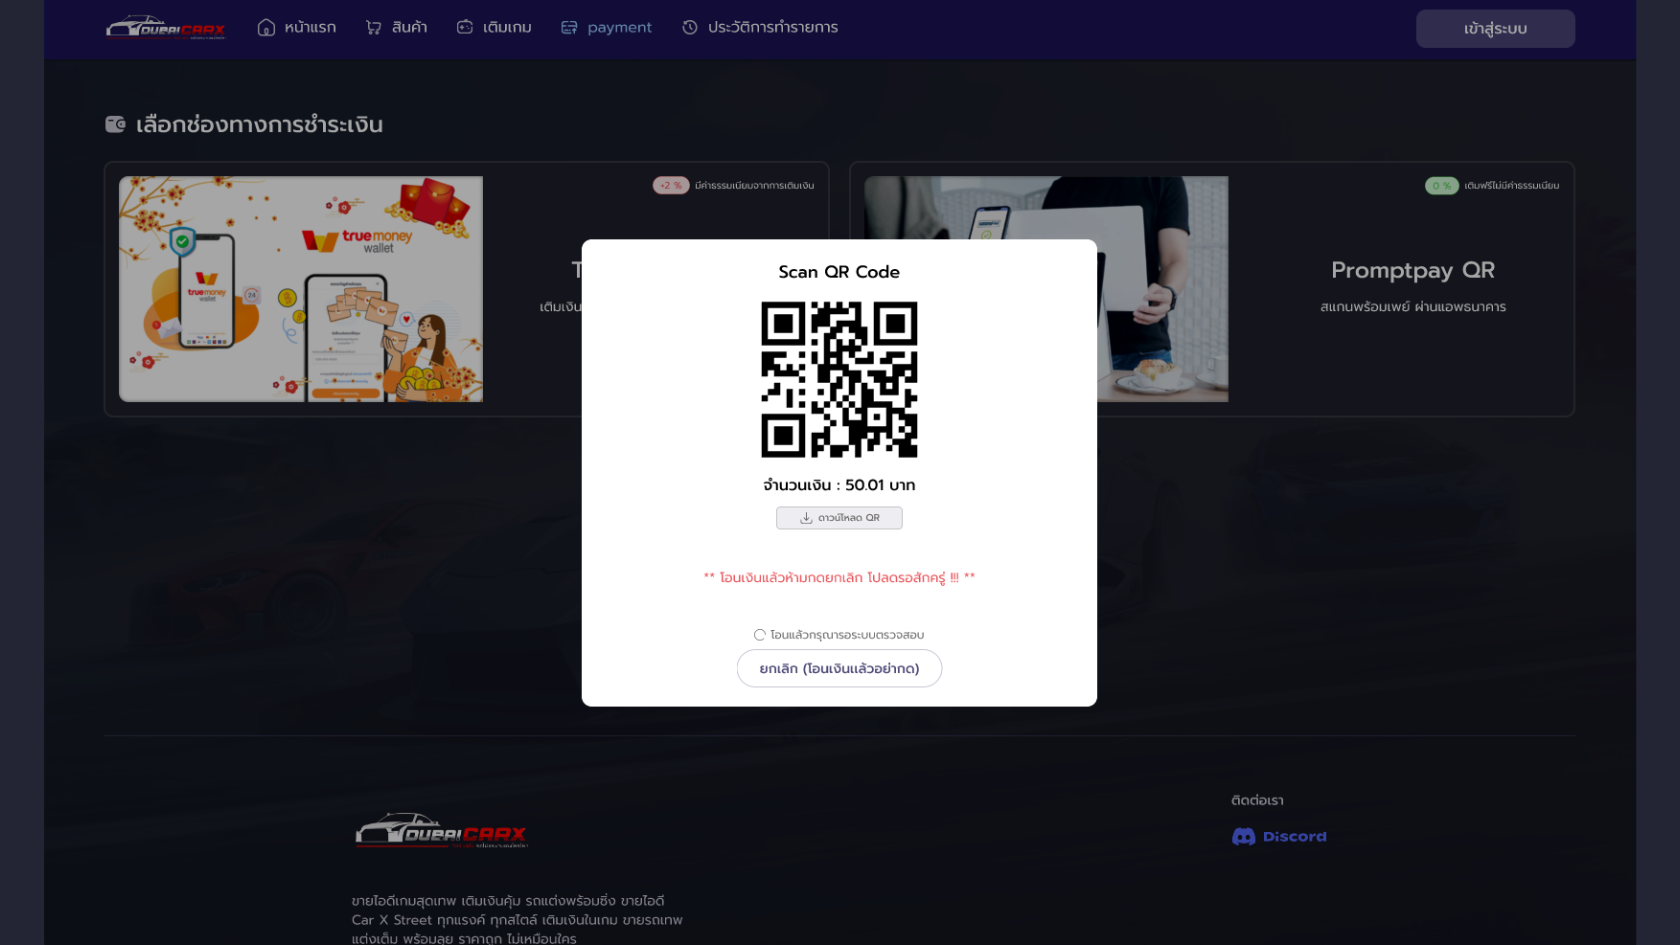 DUBAICARX
หน้าแรก
สินค้า
เติมเกม
payment
ประวัติการทำรายการ
เข้าสู่ระบบ
เลือกช่องทางการชำระเงิน
+2 %
มีค่าธรรมเนียมจากการเติมเงิน
truemoney
wallet
truemoney
wallet
24
T
เติมเงิน
0 %
เติมฟรีไม่มีค่าธรรมเนียม
Promptpay QR
สแกนพร้อมเพย์ ผ่านแอพธนาคาร
Scan QR Code
จำนวนเงิน : 50.01 บาท
ดาวน์โหลด QR
** โอนเงินแล้วห้ามกดยกเลิก โปลดรอสักครู่ !!! **
โอนแล้วกรุณารอระบบตรวจสอบ
ยกเลิก (โอนเงินแล้วอย่ากด)
DUBAICARX
ติดต่อเรา
Discord
ขายไอดีเกมสุดเทพ เติมเงินคุ้ม รถแต่งพร้อมซิ่ง ขายไอดี
Car X Street ทุกแรงค์ ทุกสไตล์ เติมเงินในเกม ขายรถเทพ
แต่งเต็ม พร้อมลุย ราคาถูก ไม่เหมือนใคร